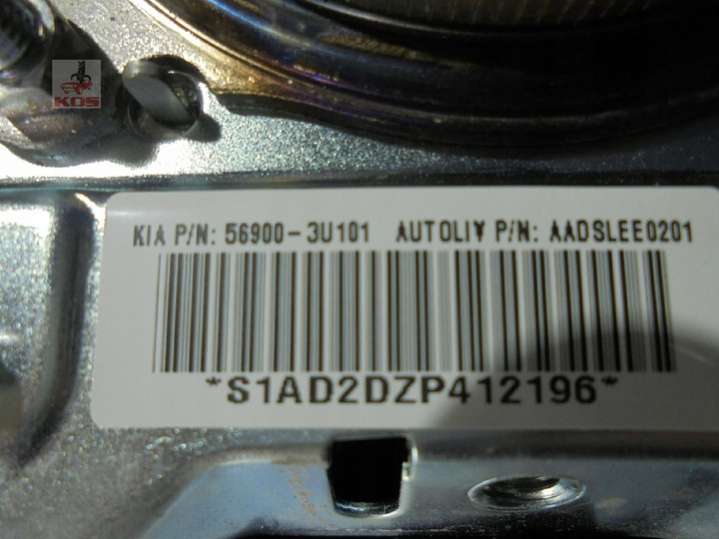 KOS
KIA P/N: 56900-3U101 AUTOLIV P/N: AADSLEE0201
*S1AD2DZP412196*